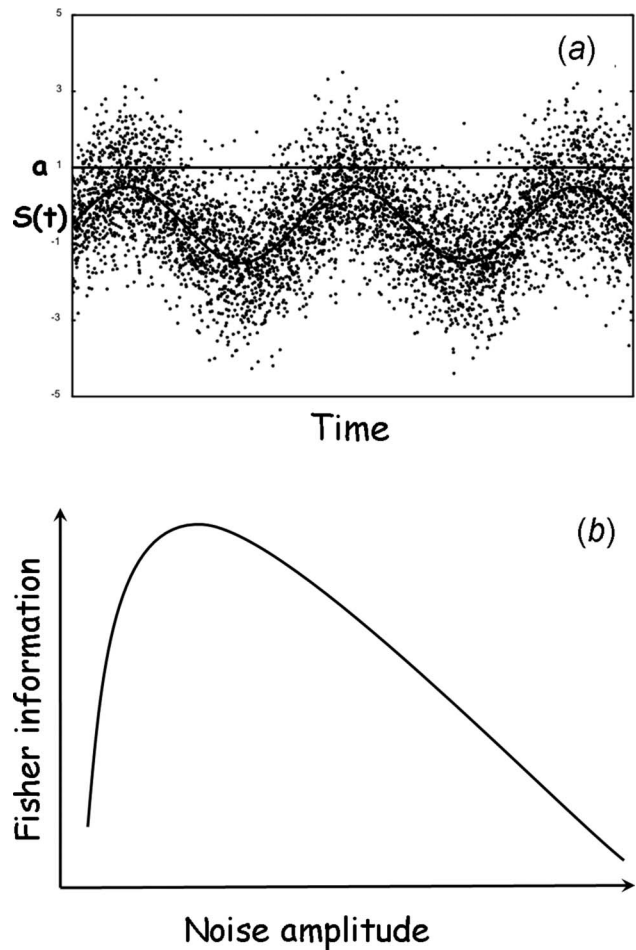 5
(a)
3
a 1
S(t)
-1
-3
-5
Time
(b)
Fisher information
Noise amplitude